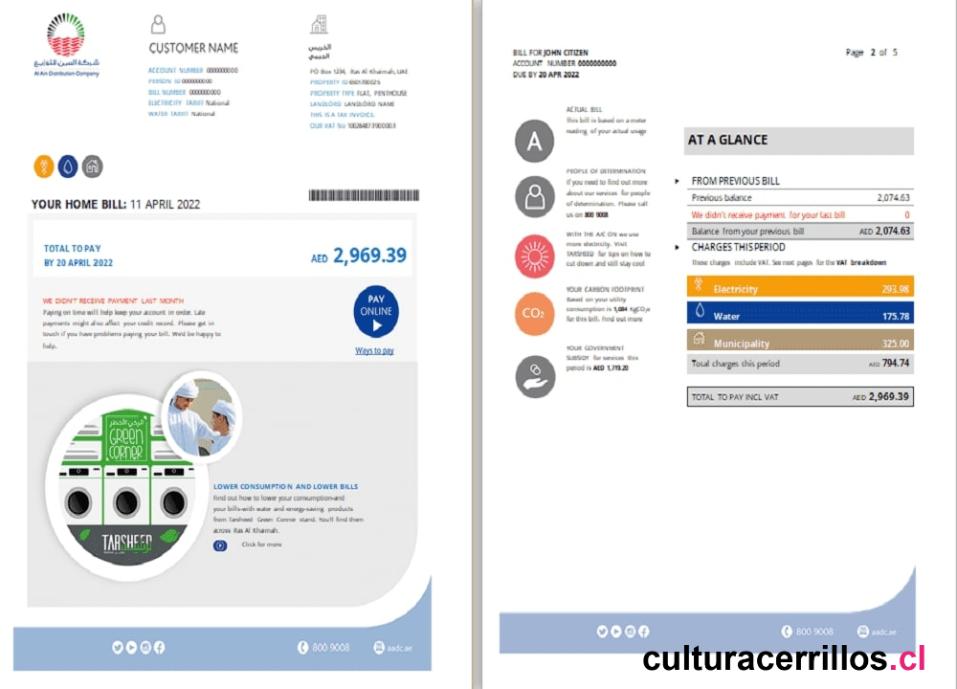 شركة العين للتوزيع
Al Ain Distribution Company
CUSTOMER NAME
ACCOUNT NUMBER 0000000000
PERSON ID 0000000000
BILL NUMBER 0000000000
ELECTRICITY TARIFF National
WATER TARIFF National
PO Box 1234, Ras Al Khaimah, UAE
PROPERTY TYPE FLAT, PENTHOUSE
LANDLORD LANDLORD NAME
THIS IS A TAX INVOICE
OUR VAT No
YOUR HOME BILL: 11 APRIL 2022
TOTAL TO PAY
BY 20 APRIL 2022
AED 2,969.39
WE DIDN'T RECEIVE PAYMENT LAST MONTH
Paying on time will help keep your account in order. Late
payments might also affect your credit record. Please get in
touch if you have problems paying your bill. We'd be happy to
help.
PAY
ONLINE
Ways to pay
الركن الأخضر
GREEN
CORNER
TARSHEED
ترشيد
LOWER CONSUMPTION AND LOWER BILLS
Find out how to lower your consumption-and
your bills-with water and energy-saving products
from Tarsheed Green Corner stand. You'll find them
across Ras Al Khaimah.
Click for more
800 9008
aadc.ae
BILL FOR JOHN CITIZEN
ACCOUNT NUMBER 0000000000
DUE BY 20 APR 2022
Page 2 of 5
A
ACTUAL BILL
This bill is based on a meter
reading of your actual usage
PEOPLE OF DETERMINATION
If you need to find out more
about our services for people
of determination. Please call
us on 800 9008
WITH THE A/C ON we use
more electricity. Visit
TARSHEED for tips on how to
cut down and still stay cool
CO2
YOUR CARBON FOOTPRINT
Based on your utility
consumption is 1,084 kgCO2e
for this bill. Find out more
YOUR GOVERNMENT
SUBSIDY for services this
period is AED 1,719.20
AT A GLANCE
FROM PREVIOUS BILL
Previous balance 2,074.63
We didn't receive payment for your last bill 0
Balance from your previous bill AED 2,074.63
CHARGES THIS PERIOD
These charges include VAT. See next pages for the VAT breakdown
Electricity 293.98
Water 175.78
Municipality 325.00
Total charges this period AED 794.74
TOTAL TO PAY INCL VAT AED 2,969.39
800 9008
aadc.ae
culturacerrillos.cl